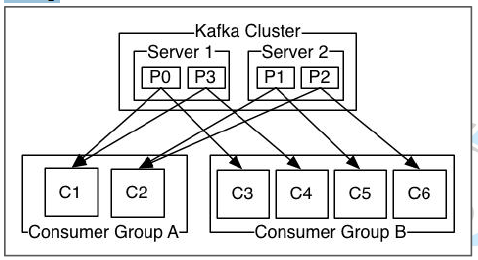 Kafka Cluster
Server 1 Server 2
P0 P3 P1 P2
C1 C2 C3 C4 C5 C6
Consumer Group A Consumer Group B